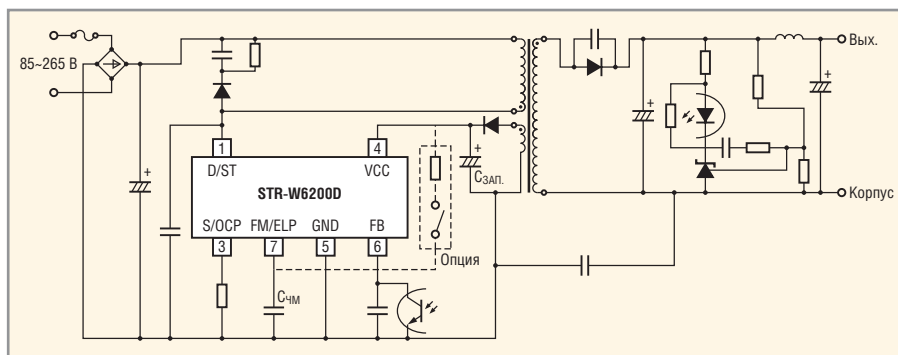 85~265 В
+
1
D/ST
4
VCC
STR-W6200D
S/OCP
FM/ELP
GND
FB
3
7
5
6
CЧМ
+
CЗАП.
Опция
+
+
Вых.
Корпус